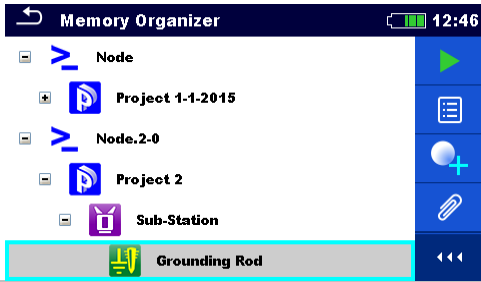 Memory Organizer 12:46
Node
Project 1-1-2015
Node.2-0
Project 2
Sub-Station
Grounding Rod